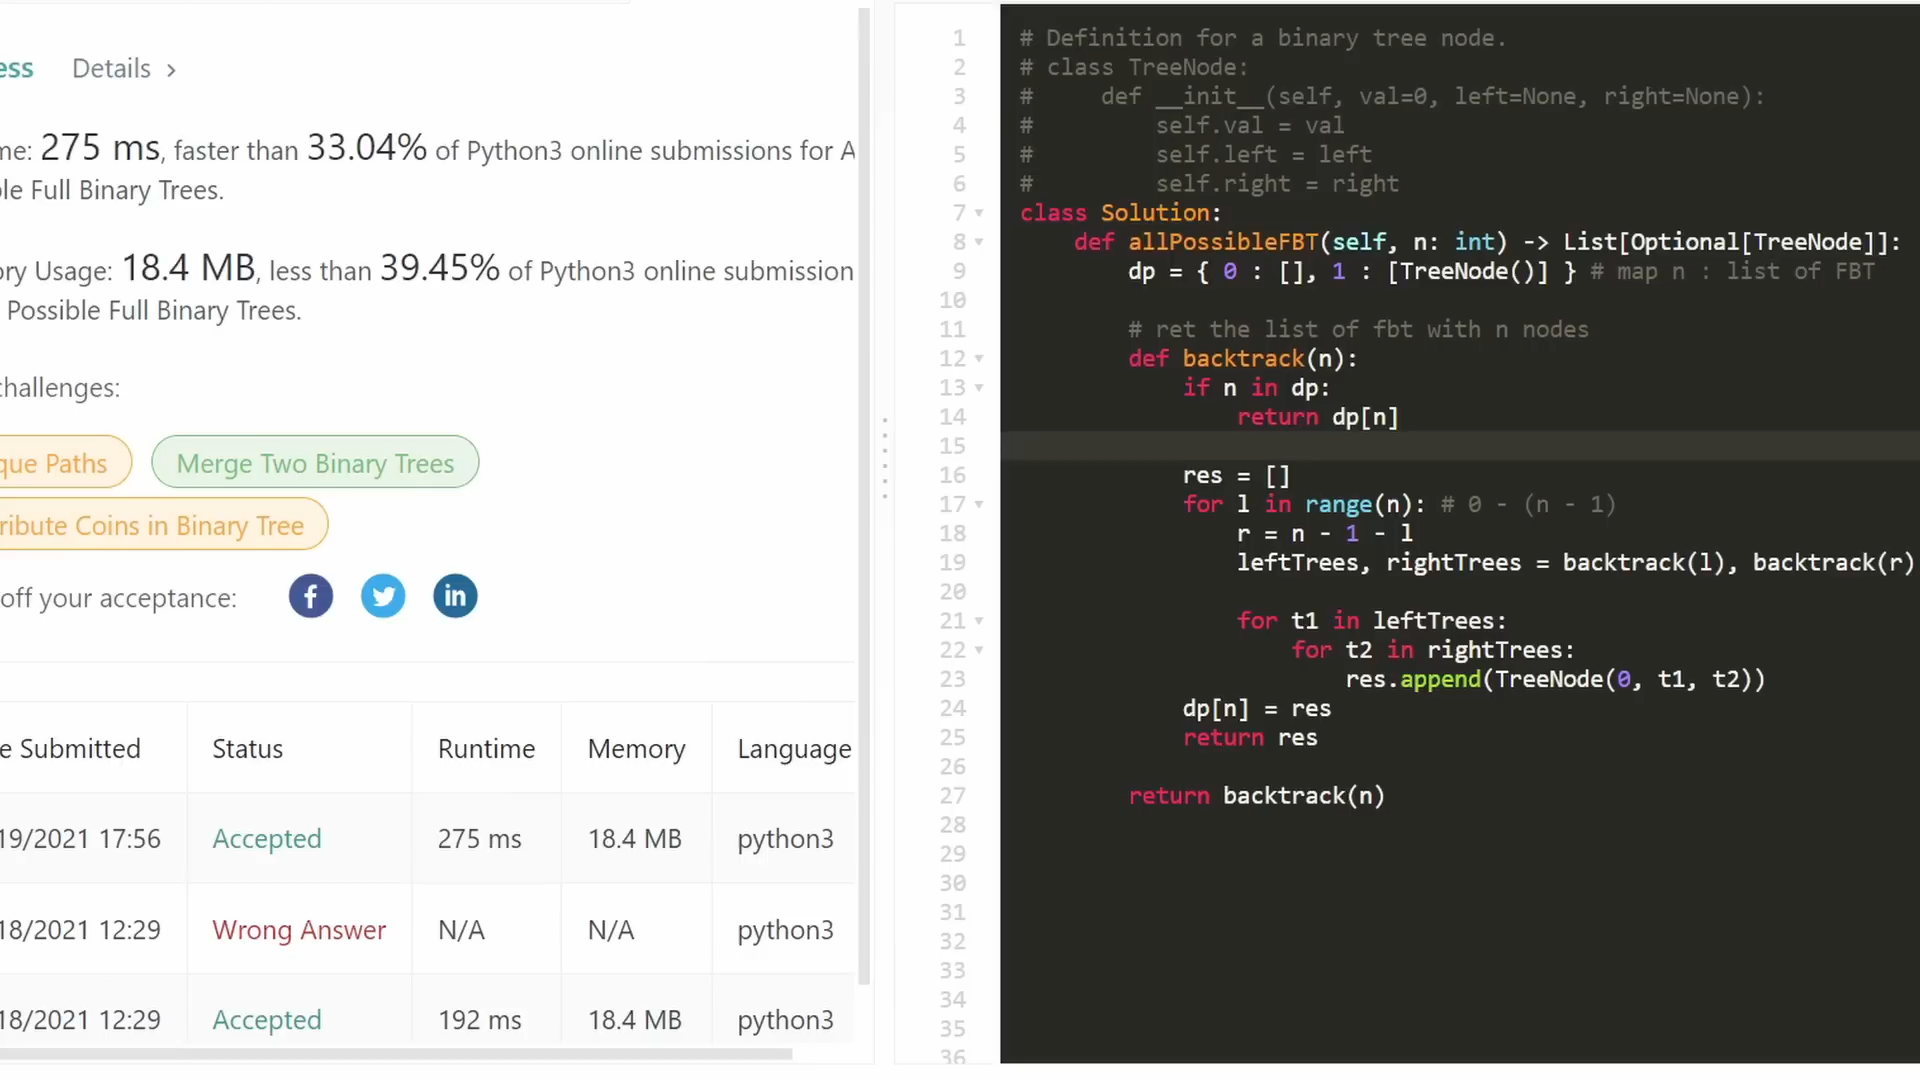 ess Details >
me: 275 ms, faster than 33.04% of Python3 online submissions for A
le Full Binary Trees.
ory Usage: 18.4 MB, less than 39.45% of Python3 online submission
Possible Full Binary Trees.
challenges:
que Paths Merge Two Binary Trees
ribute Coins in Binary Tree
off your acceptance:
e Submitted Status Runtime Memory Language
19/2021 17:56 Accepted 275 ms 18.4 MB python3
18/2021 12:29 Wrong Answer N/A N/A python3
18/2021 12:29 Accepted 192 ms 18.4 MB python3
1 # Definition for a binary tree node.
2 # class TreeNode:
3 #     def __init__(self, val=0, left=None, right=None):
4 #         self.val = val
5 #         self.left = left
6 #         self.right = right
7 class Solution:
8     def allPossibleFBT(self, n: int) -> List[Optional[TreeNode]]:
9         dp = { 0 : [], 1 : [TreeNode()] } # map n : list of FBT
10
11         # ret the list of fbt with n nodes
12         def backtrack(n):
13             if n in dp:
14                 return dp[n]
15
16             res = []
17             for l in range(n): # 0 - (n - 1)
18                 r = n - 1 - l
19                 leftTrees, rightTrees = backtrack(l), backtrack(r)
20
21                 for t1 in leftTrees:
22                     for t2 in rightTrees:
23                         res.append(TreeNode(0, t1, t2))
24             dp[n] = res
25             return res
26
27         return backtrack(n)
28
29
30
31
32
33
34
35
36